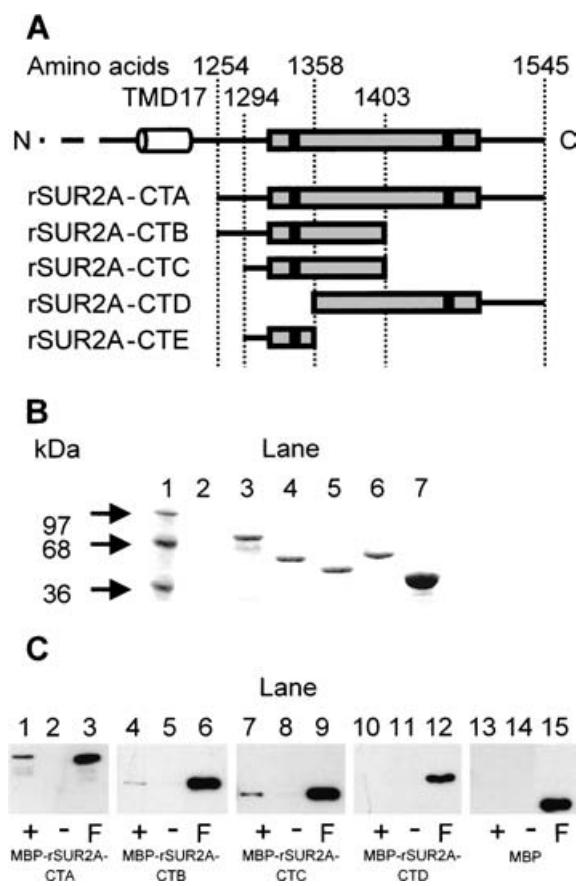 A
Amino acids 1254 1358 1545
TMD17 1294 1403
N C
rSUR2A-CTA
rSUR2A-CTB
rSUR2A-CTC
rSUR2A-CTD
rSUR2A-CTE
B
kDa Lane
1 2 3 4 5 6 7
97
68
36
C
Lane
1 2 3 4 5 6 7 8 9 10 11 12 13 14 15
+ - F + - F + - F + - F + - F
MBP-rSUR2A- MBP-rSUR2A- MBP-rSUR2A- MBP-rSUR2A- MBP
CTA CTB CTC CTD